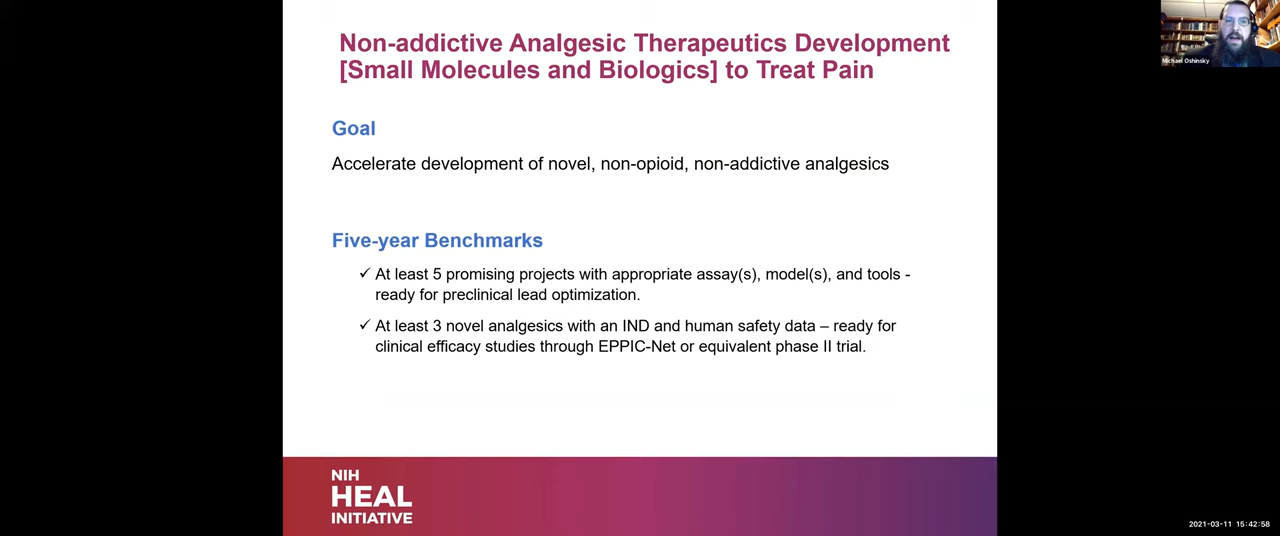 Non-addictive Analgesic Therapeutics Development
[Small Molecules and Biologics] to Treat Pain
Michael Oshinsky
Goal
Accelerate development of novel, non-opioid, non-addictive analgesics
Five-year Benchmarks
✓ At least 5 promising projects with appropriate assay(s), model(s), and tools -
ready for preclinical lead optimization.
✓ At least 3 novel analgesics with an IND and human safety data – ready for
clinical efficacy studies through EPPIC-Net or equivalent phase II trial.
NIH
HEAL
INITIATIVE
2021-03-11 15:42:58